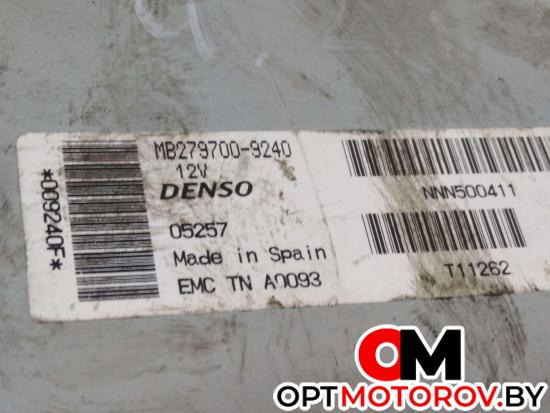 *009240F*
MB279700-9240
12V
DENSO
05257
Made in Spain
EMC TN A0093
NNN500411
T11262
OM
OPTMOTOROV.BY